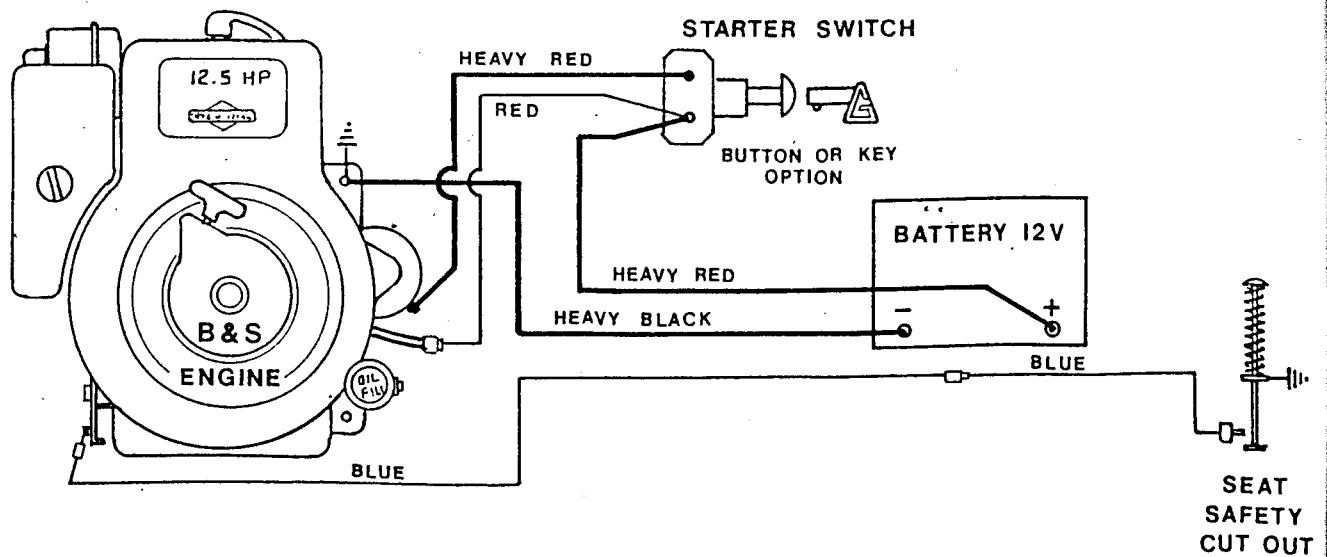 STARTER SWITCH
HEAVY RED
12.5 HP
RED
BUTTON OR KEY
OPTION
BATTERY 12V
HEAVY RED
-
+
HEAVY BLACK
B & S
ENGINE
BLUE
OIL
FILL
BLUE
SEAT
SAFETY
CUT OUT